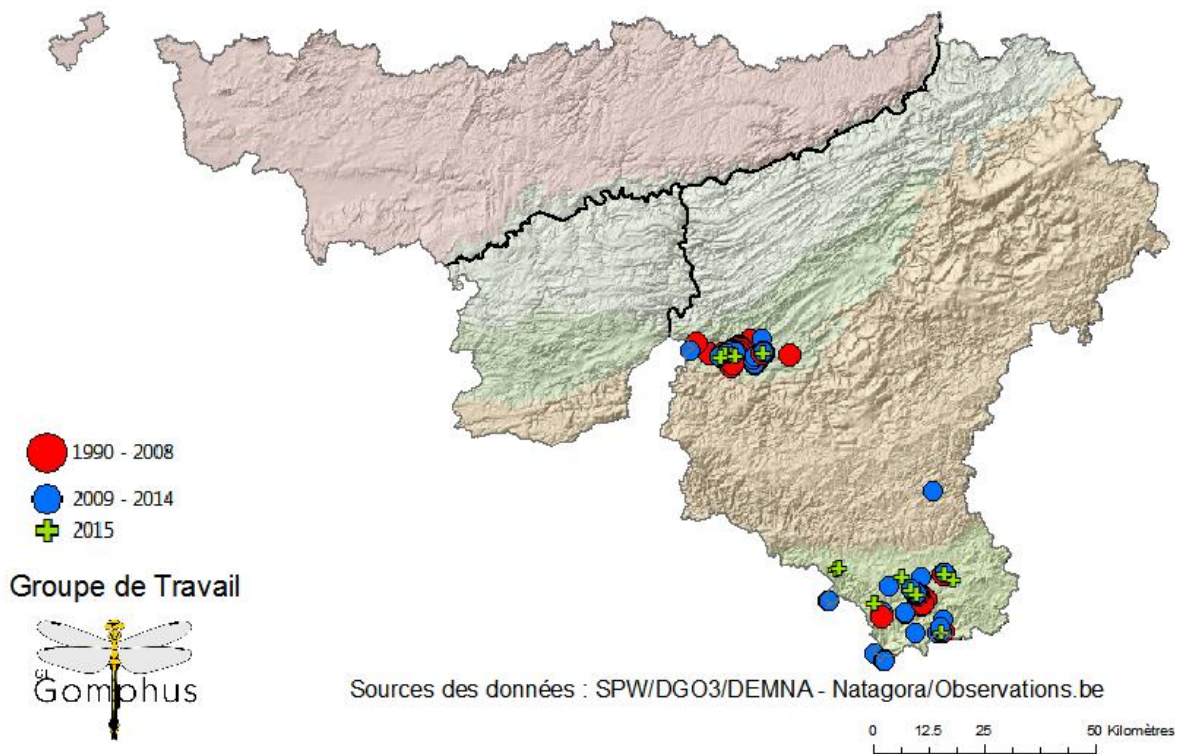 1990 - 2008
2009 - 2014
2015
Groupe de Travail
Gomphus
Sources des données : SPW/DGO3/DEMNA - Natagora/Observations.be
0 12.5 25 50 Kilomètres